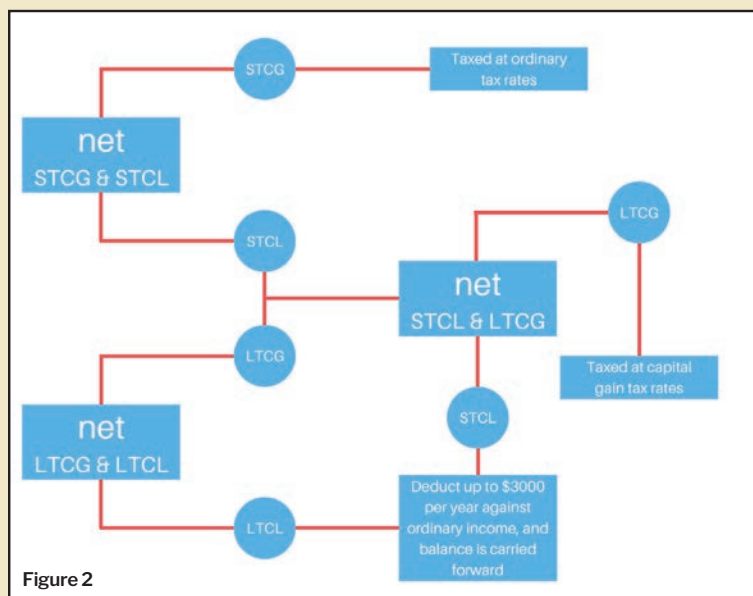 STCG
Taxed at ordinary
tax rates
net
STCG & STCL
LTCG
STCL
net
STCL & LTCG
LTCG
Taxed at capital
gain tax rates
net
LTCG & LTCL
STCL
Deduct up to $3000
per year against
ordinary income, and
balance is carried
forward
LTCL
Figure 2